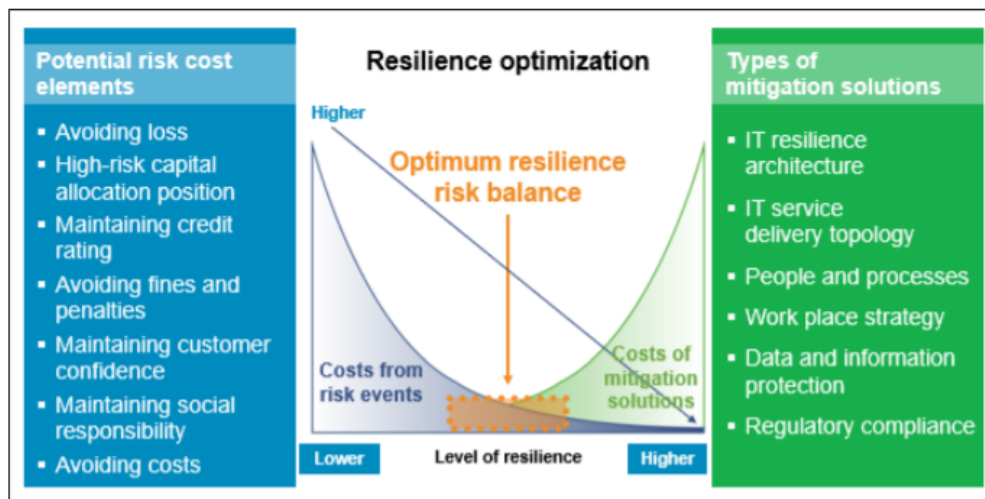 Potential risk cost
elements
▪ Avoiding loss
▪ High-risk capital
allocation position
▪ Maintaining credit
rating
▪ Avoiding fines and
penalties
▪ Maintaining customer
confidence
▪ Maintaining social
responsibility
▪ Avoiding costs
Resilience optimization
Higher
Optimum resilience
risk balance
Costs from
risk events
Costs of
mitigation
solutions
Lower
Level of resilience
Higher
Types of
mitigation solutions
▪ IT resilience
architecture
▪ IT service
delivery topology
▪ People and processes
▪ Work place strategy
▪ Data and information
protection
▪ Regulatory compliance